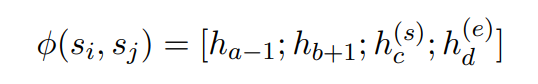 ϕ(s_i, s_j) = [h_{a−1}; h_{b+1}; h_c^{(s)}; h_d^{(e)}]